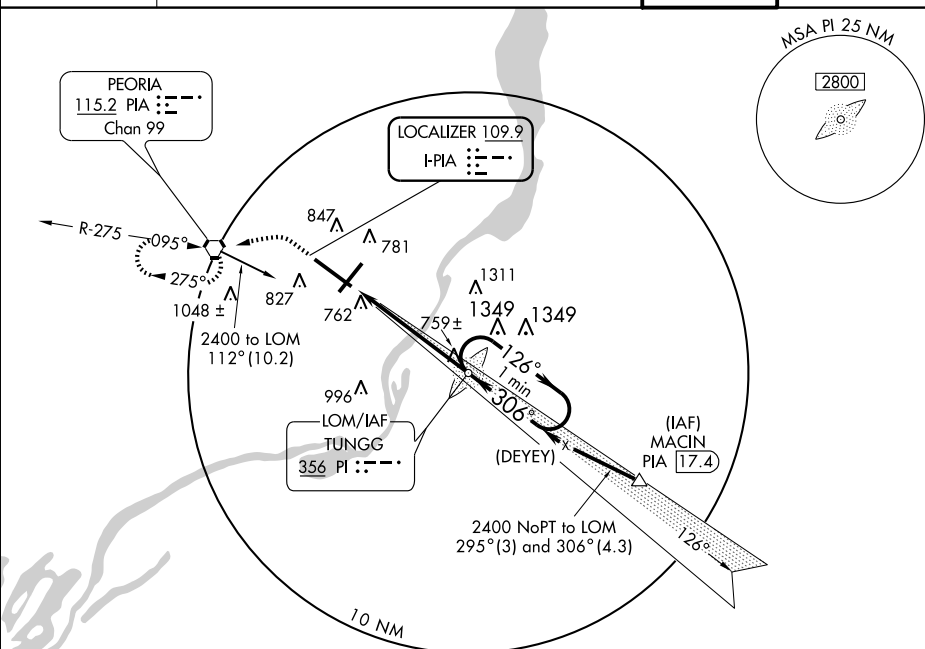 MSA PI 25 NM
2800
PEORIA
115.2 PIA
Chan 99
LOCALIZER 109.9
I-PIA
R-275
095°
275°
847
781
827
1048 ±
762
2400 to LOM
112° (10.2)
1311
1349
1349
759±
126°
1 min
306°
996
LOM/IAF
TUNGG
356 PI
(DEYEY)
x
(IAF)
MACIN
PIA 17.4
2400 NoPT to LOM
295° (3) and 306° (4.3)
126°
10 NM